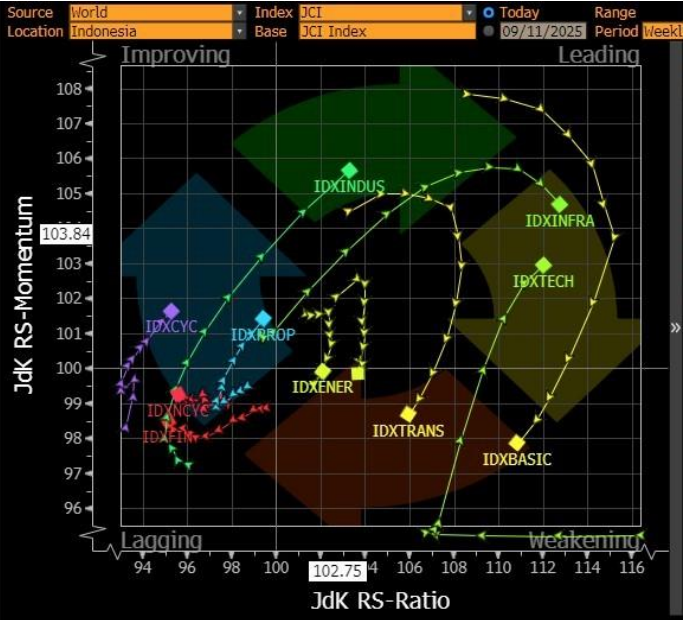 Source World Index JCI Today Range
Location Indonesia Base JCI Index 09/11/2025 Period Weekl
Improving Leading
108
107
106
105
103.84
103
102
101
100
99
98
97
96
JdK RS-Momentum
IDXINDUS
IDXINFRA
IDXTECH
IDXCYC
IDXPROP
IDXENER
IDXNCYC
IDXFIN
IDXTRANS
IDXBASIC
»
Lagging Weakening
94 96 98 100 102.75 04 106 108 110 112 114 116
JdK RS-Ratio